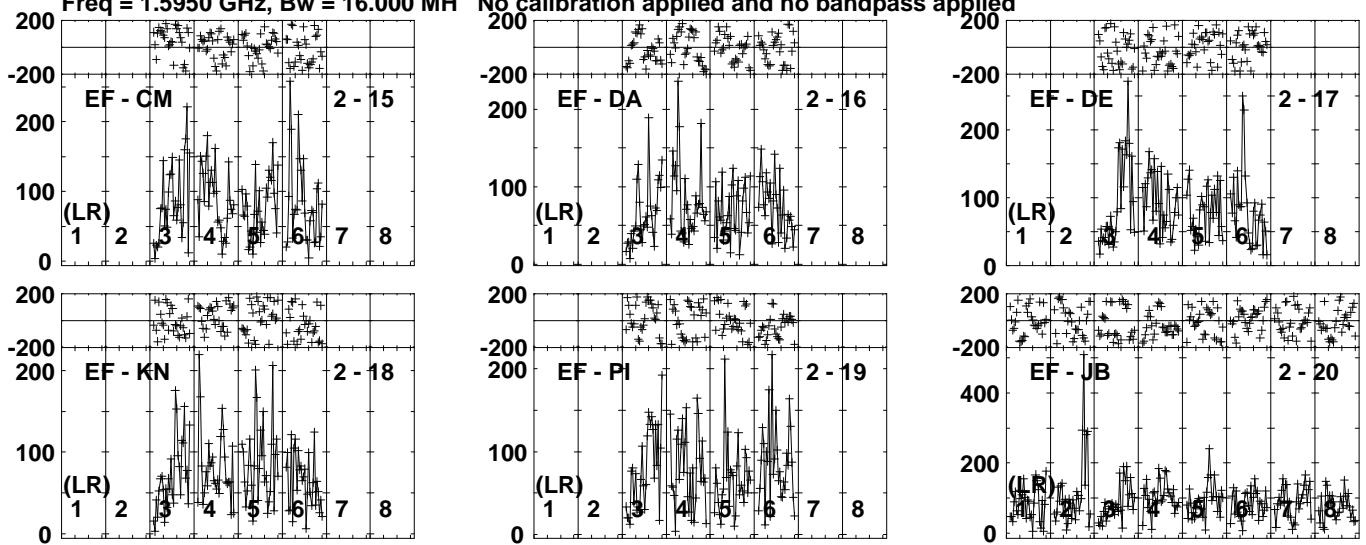 Freq = 1.5950 GHz, Bw = 16.000 MH No calibration applied and no bandpass applied
200 200 200
-200 -200 -200
EF - CM 2 - 15 EF - DA 2 - 16 EF - DE 2 - 17
200 200 200
100 100 100
(LR) (LR) (LR)
1 2 3 4 5 6 7 8 1 2 3 4 5 6 7 8 1 2 3 4 5 6 7 8
0 0 0
200 200 200
-200 -200 -200
EF - KN 2 - 18 EF - PI 2 - 19 EF - JB 2 - 20
200 200 400
100 100 200
(LR) (LR) (LR)
1 2 3 4 5 6 7 8 1 2 3 4 5 6 7 8 1 2 3 4 5 6 7 8
0 0 0